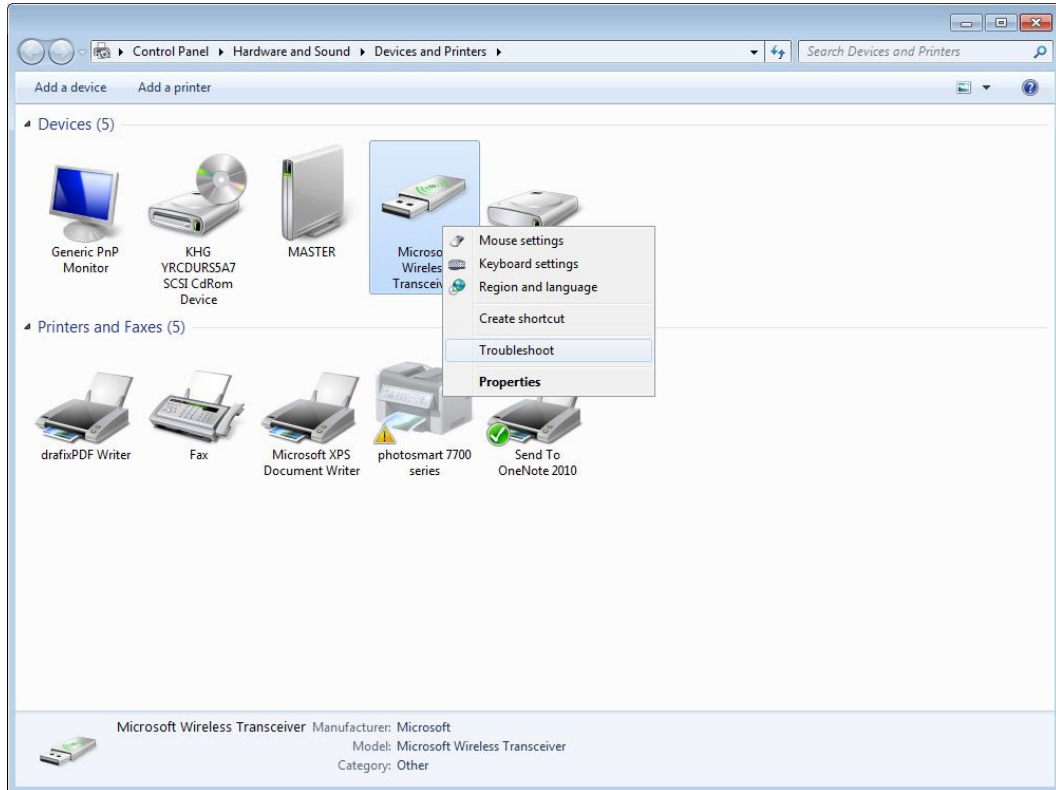 Control Panel ▸ Hardware and Sound ▸ Devices and Printers ▸
Search Devices and Printers
Add a device Add a printer
Devices (5)
Generic PnP
Monitor
KHG
YRCDURS5A7
SCSI CdRom
Device
MASTER
Microso
Wireles
Transceiv
Mouse settings
Keyboard settings
Region and language
Create shortcut
Troubleshoot
Properties
Printers and Faxes (5)
drafixPDF Writer
Fax
Microsoft XPS
Document Writer
photosmart 7700
series
Send To
OneNote 2010
Microsoft Wireless Transceiver Manufacturer: Microsoft
Model: Microsoft Wireless Transceiver
Category: Other